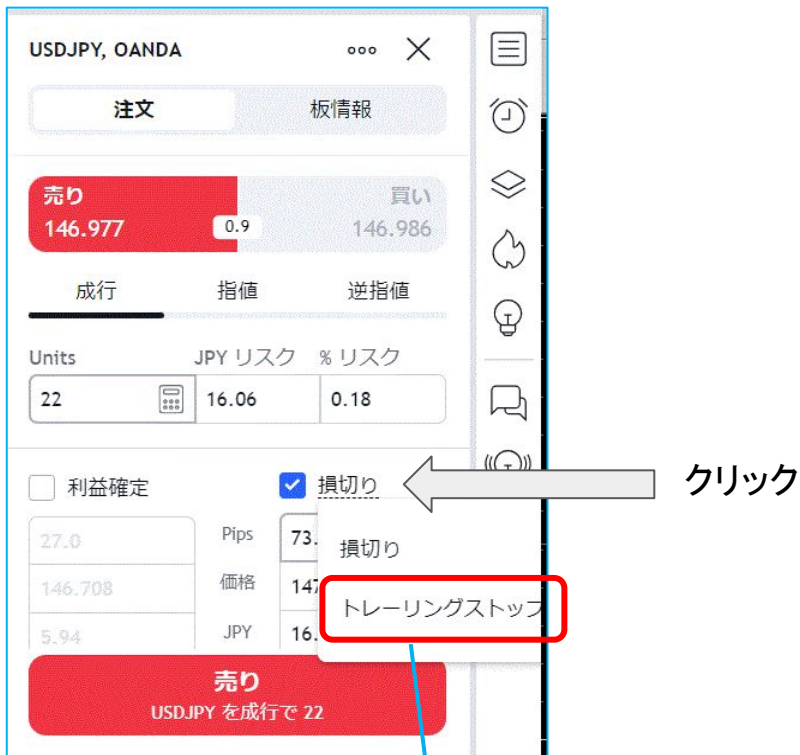 USDJPY, OANDA
注文 板情報
売り 買い
146.977 0.9 146.986
成行 指値 逆指値
Units JPY リスク % リスク
22 16.06 0.18
利益確定 損切り
クリック
27.0 Pips 73.
損切り
146.708 価格 147
トレーリングストップ
5.94 JPY 16.
売り
USDJPY を成行で 22